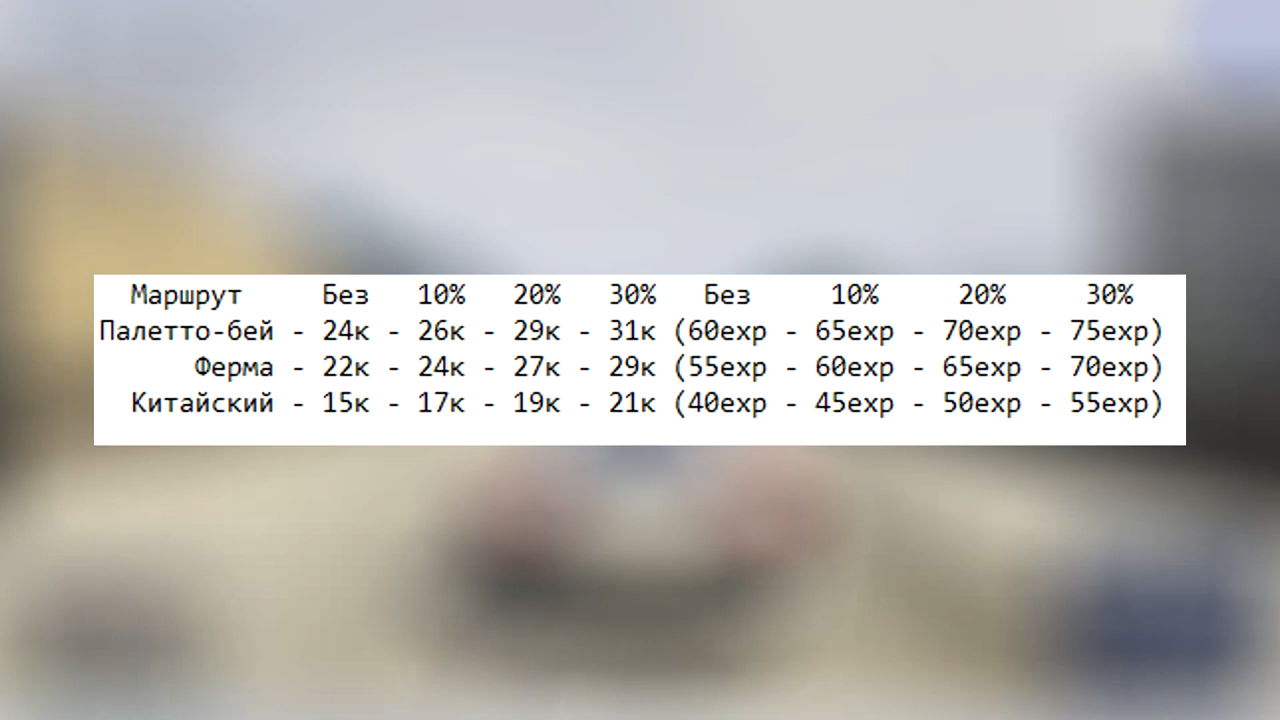 Маршрут Без 10% 20% 30% Без 10% 20% 30%
Палетто-бей - 24к - 26к - 29к - 31к (60exp - 65exp - 70exp - 75exp)
Ферма - 22к - 24к - 27к - 29к (55exp - 60exp - 65exp - 70exp)
Китайский - 15к - 17к - 19к - 21к (40exp - 45exp - 50exp - 55exp)